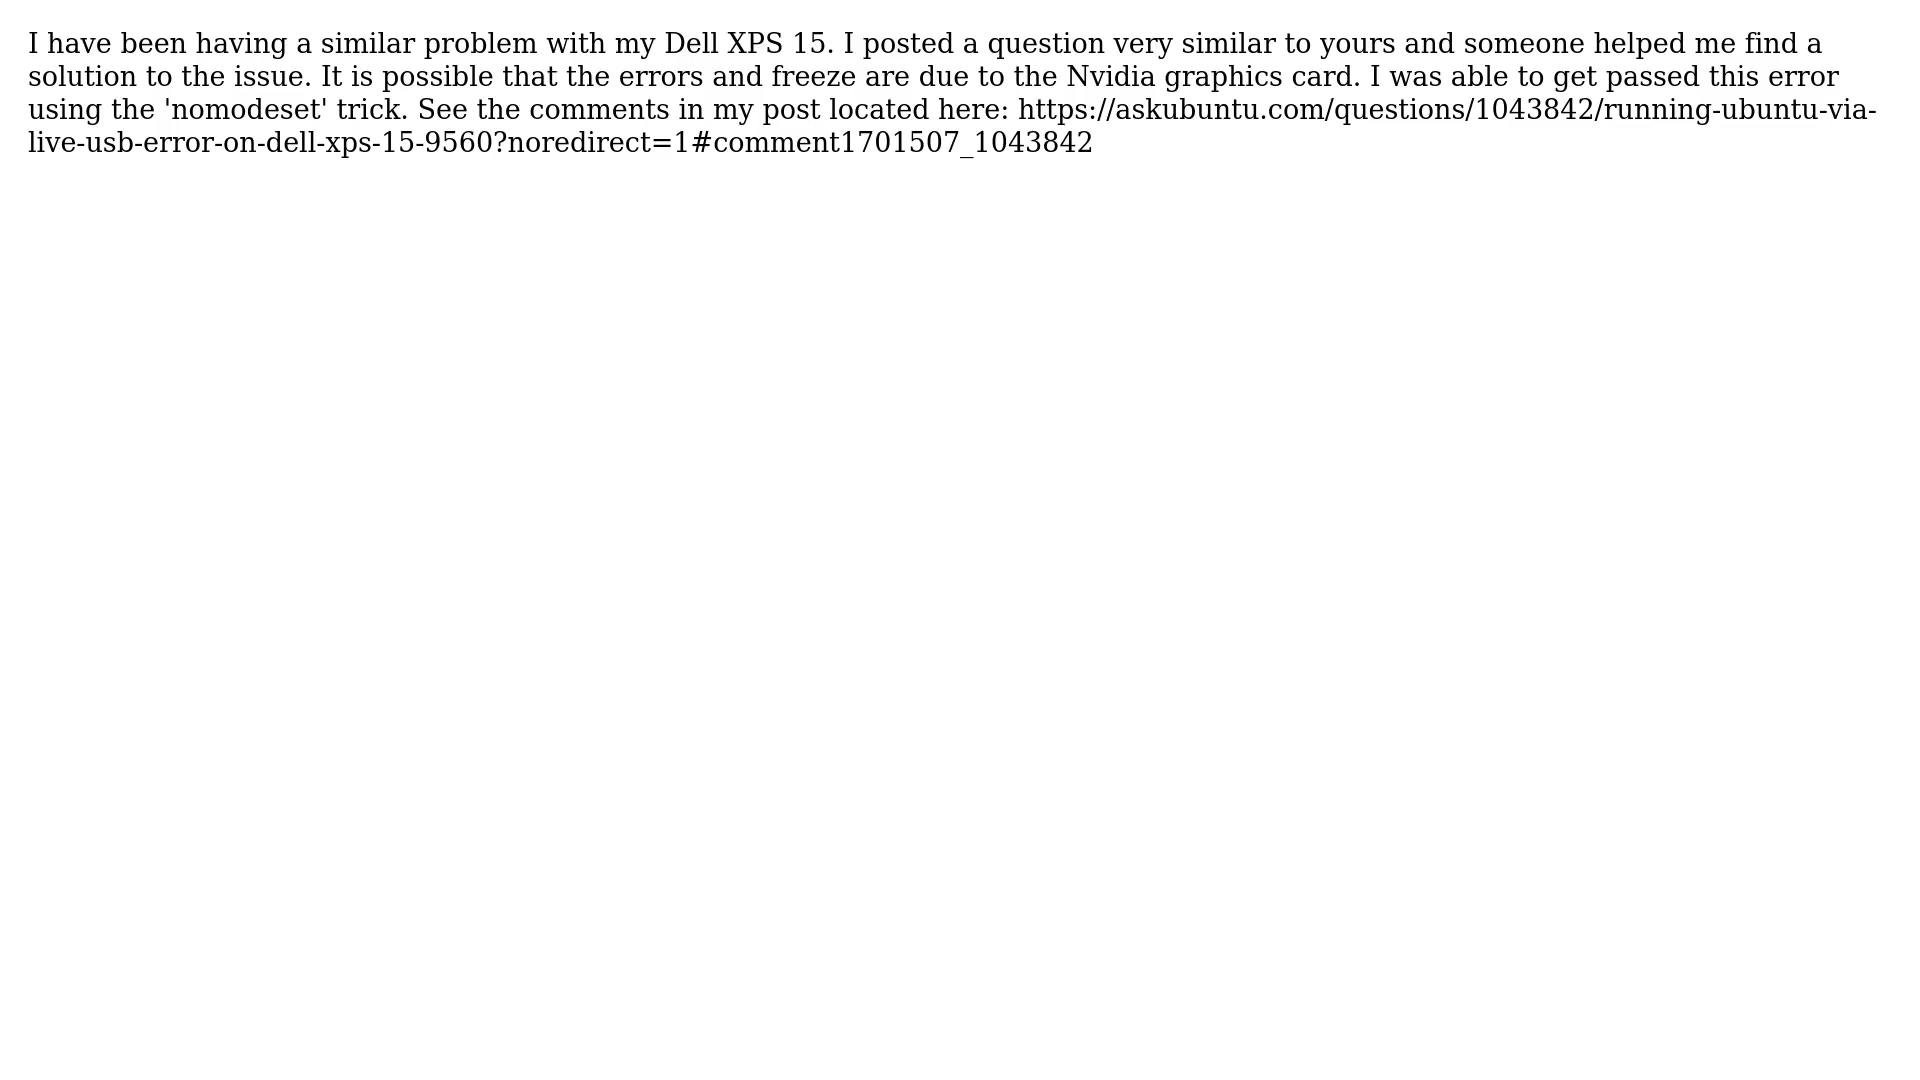 I have been having a similar problem with my Dell XPS 15. I posted a question very similar to yours and someone helped me find a
solution to the issue. It is possible that the errors and freeze are due to the Nvidia graphics card. I was able to get passed this error
using the 'nomodeset' trick. See the comments in my post located here: https://askubuntu.com/questions/1043842/running-ubuntu-via-
live-usb-error-on-dell-xps-15-9560?noredirect=1#comment1701507_1043842